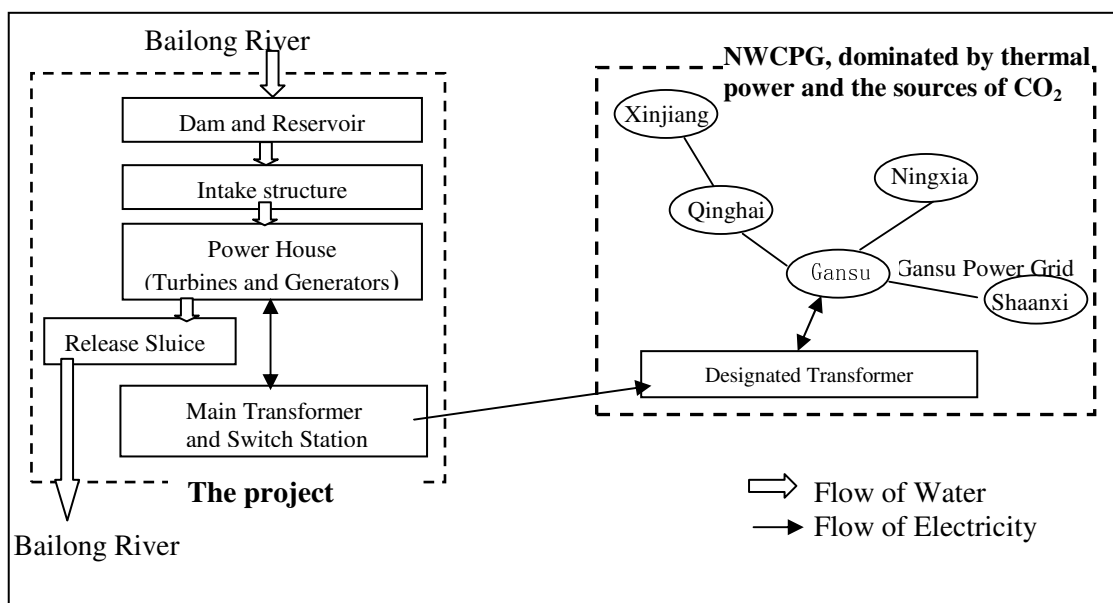 Bailong River
Dam and Reservoir
Intake structure
Power House
(Turbines and Generators)
Release Sluice
Main Transformer
and Switch Station
The project
Bailong River
NWCPG, dominated by thermal
power and the sources of CO₂
Xinjiang
Ningxia
Qinghai
Gansu
Gansu Power Grid
Shaanxi
Designated Transformer
Flow of Water
Flow of Electricity